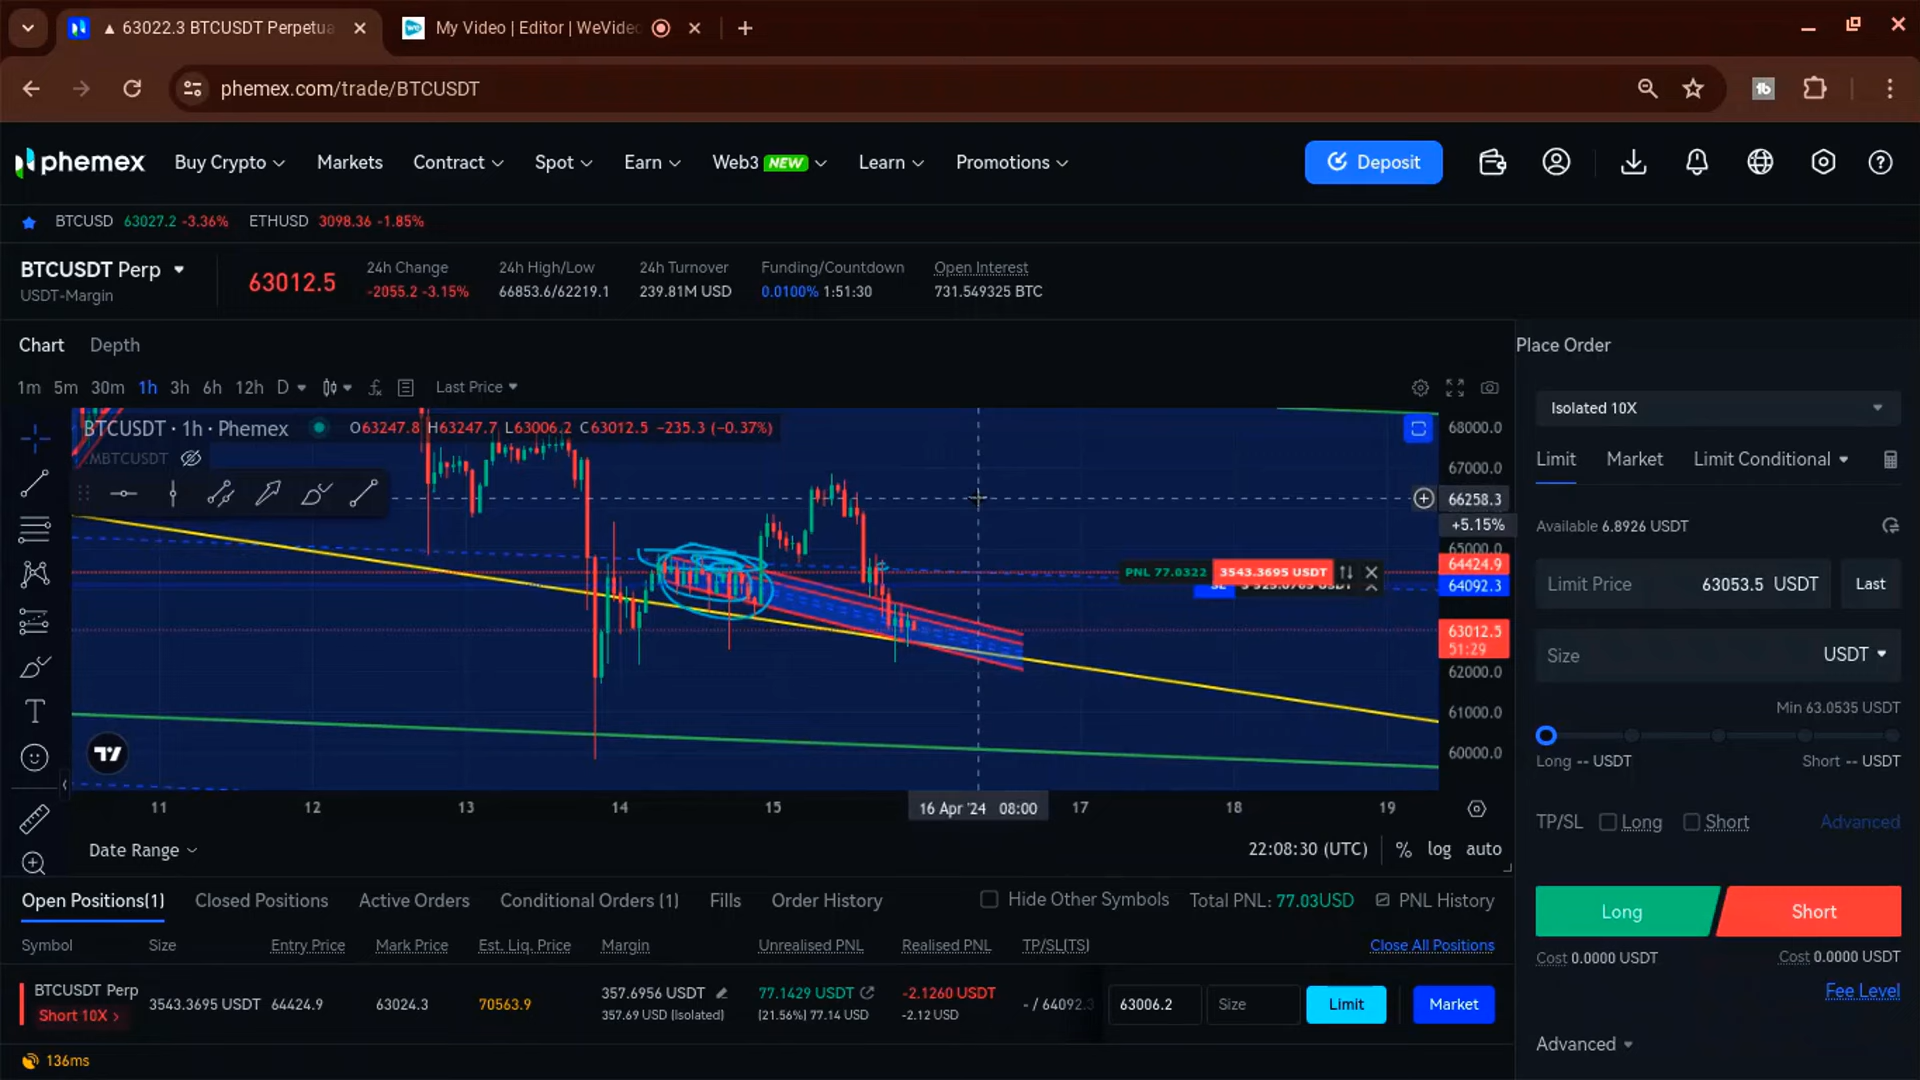 ▲ 63022.3 BTCUSDT Perpetua
My Video | Editor | WeVide
phemex.com/trade/BTCUSDT
phemex
Buy Crypto
Markets
Contract
Spot
Earn
Web3 NEW
Learn
Promotions
Deposit
BTCUSD 63027.2 -3.36% ETHUSD 3098.36 -1.85%
BTCUSDT Perp
USDT-Margin
63012.5
24h Change
-2055.2 -3.15%
24h High/Low
66853.6/62219.1
24h Turnover
239.81M USD
Funding/Countdown
0.0100% 1:51:30
Open Interest
731.549325 BTC
Chart Depth
1m 5m 30m 1h 3h 6h 12h D Last Price
BTCUSDT · 1h · Phemex O63247.8 H63247.7 L63006.2 C63012.5 -235.3 (-0.37%)
.MBTCUSDT
68000.0
67000.0
66258.3
+5.15%
65000.0
64424.9
64092.3
63012.5
51:29
62000.0
61000.0
60000.0
PNL 77.0322 3543.3695 USDT
SL
11 12 13 14 15 16 Apr '24 08:00 17 18 19
Date Range
22:08:30 (UTC) % log auto
Place Order
Isolated 10X
Limit Market Limit Conditional
Available 6.8926 USDT
Limit Price 63053.5 USDT Last
Size USDT
Min 63.0535 USDT
Long -- USDT Short -- USDT
TP/SL Long Short Advanced
Long Short
Cost 0.0000 USDT Cost 0.0000 USDT
Fee Level
Advanced
Open Positions(1) Closed Positions Active Orders Conditional Orders (1) Fills Order History Hide Other Symbols Total PNL: 77.03USD PNL History
Symbol Size Entry Price Mark Price Est. Liq. Price Margin Unrealised PNL Realised PNL TP/SL(TS) Close All Positions
BTCUSDT Perp
Short 10X >
3543.3695 USDT 64424.9 63024.3 70563.9
357.6956 USDT
357.69 USD (Isolated)
77.1429 USDT
(21.56%) 77.14 USD
-2.1260 USDT
-2.12 USD
- / 64092.3
63006.2 Size Limit Market
136ms